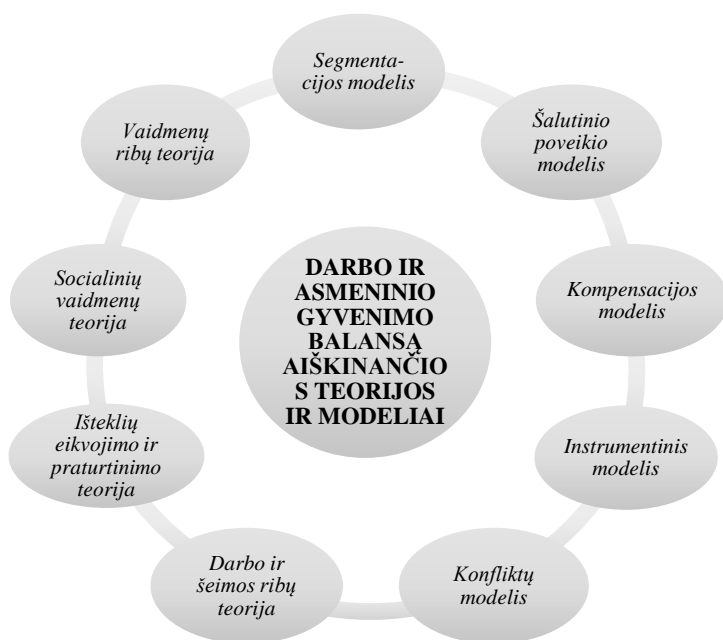 Segmenta-
cijos modelis
Šalutinio
poveikio
modelis
Kompensacijos
modelis
Instrumentinis
modelis
Konfliktų
modelis
Darbo ir
šeimos ribų
teorija
Išteklių
eikvojimo ir
praturtinimo
teorija
Socialinių
vaidmenų
teorija
Vaidmenų
ribų teorija
DARBO IR
ASMENINIO
GYVENIMO
BALANSĄ
AIŠKINANČIO
S TEORIJOS
IR MODELIAI